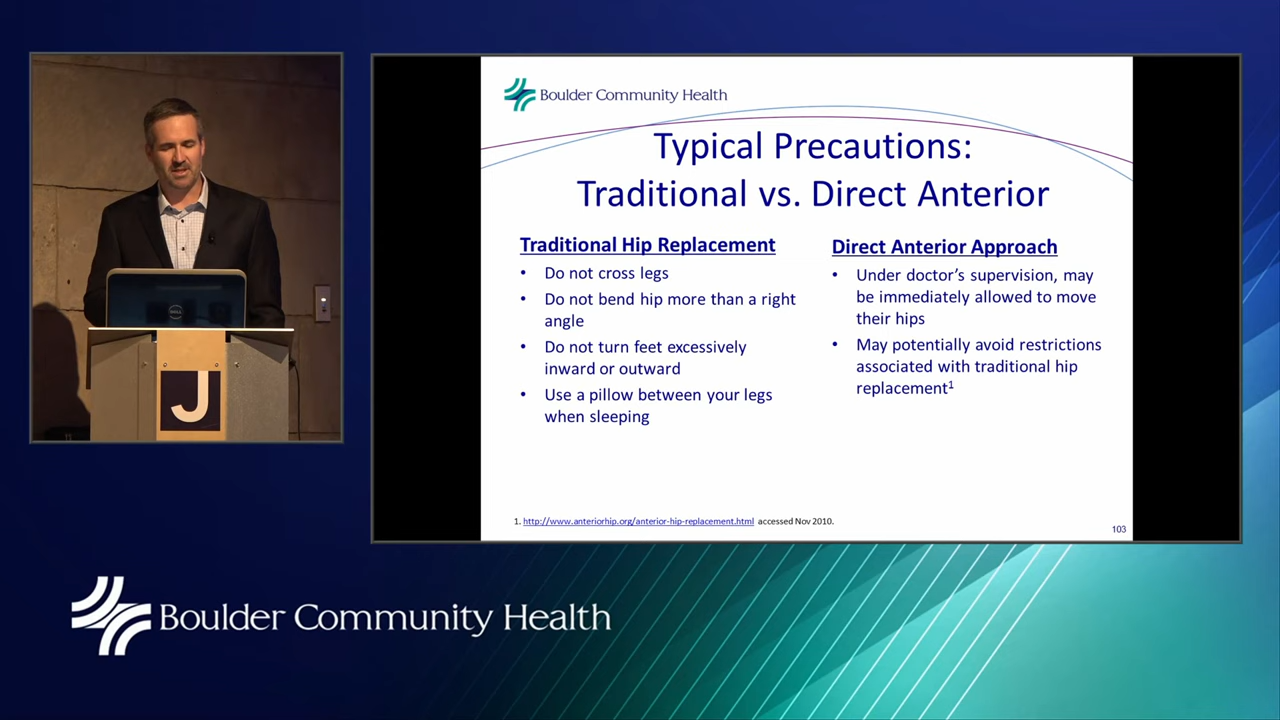 Boulder Community Health
Typical Precautions:
Traditional vs. Direct Anterior
Traditional Hip Replacement
• Do not cross legs
• Do not bend hip more than a right
angle
• Do not turn feet excessively
inward or outward
• Use a pillow between your legs
when sleeping
Direct Anterior Approach
• Under doctor's supervision, may
be immediately allowed to move
their hips
• May potentially avoid restrictions
associated with traditional hip
replacement¹
1. http://www.anteriorhip.org/anterior-hip-replacement.html accessed Nov 2010.
103
DELL
J
Boulder Community Health